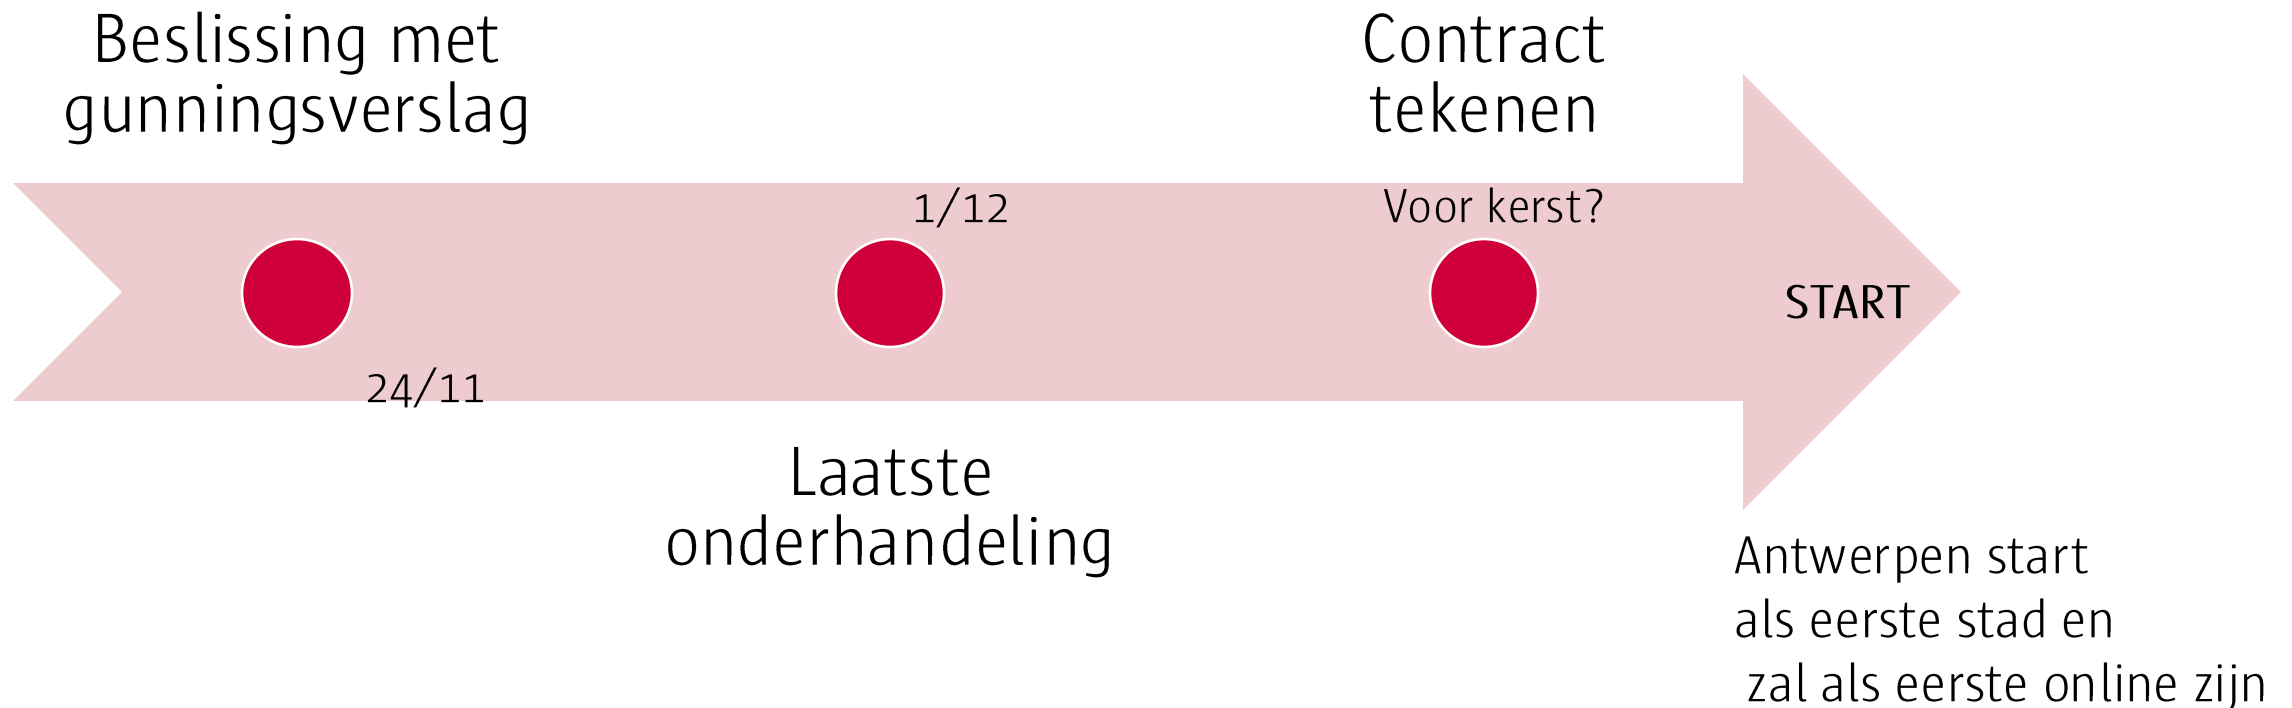 Beslissing met
gunningsverslag
24/11
1/12
Laatste
onderhandeling
Contract
tekenen
Voor kerst?
START
Antwerpen start
als eerste stad en
zal als eerste online zijn